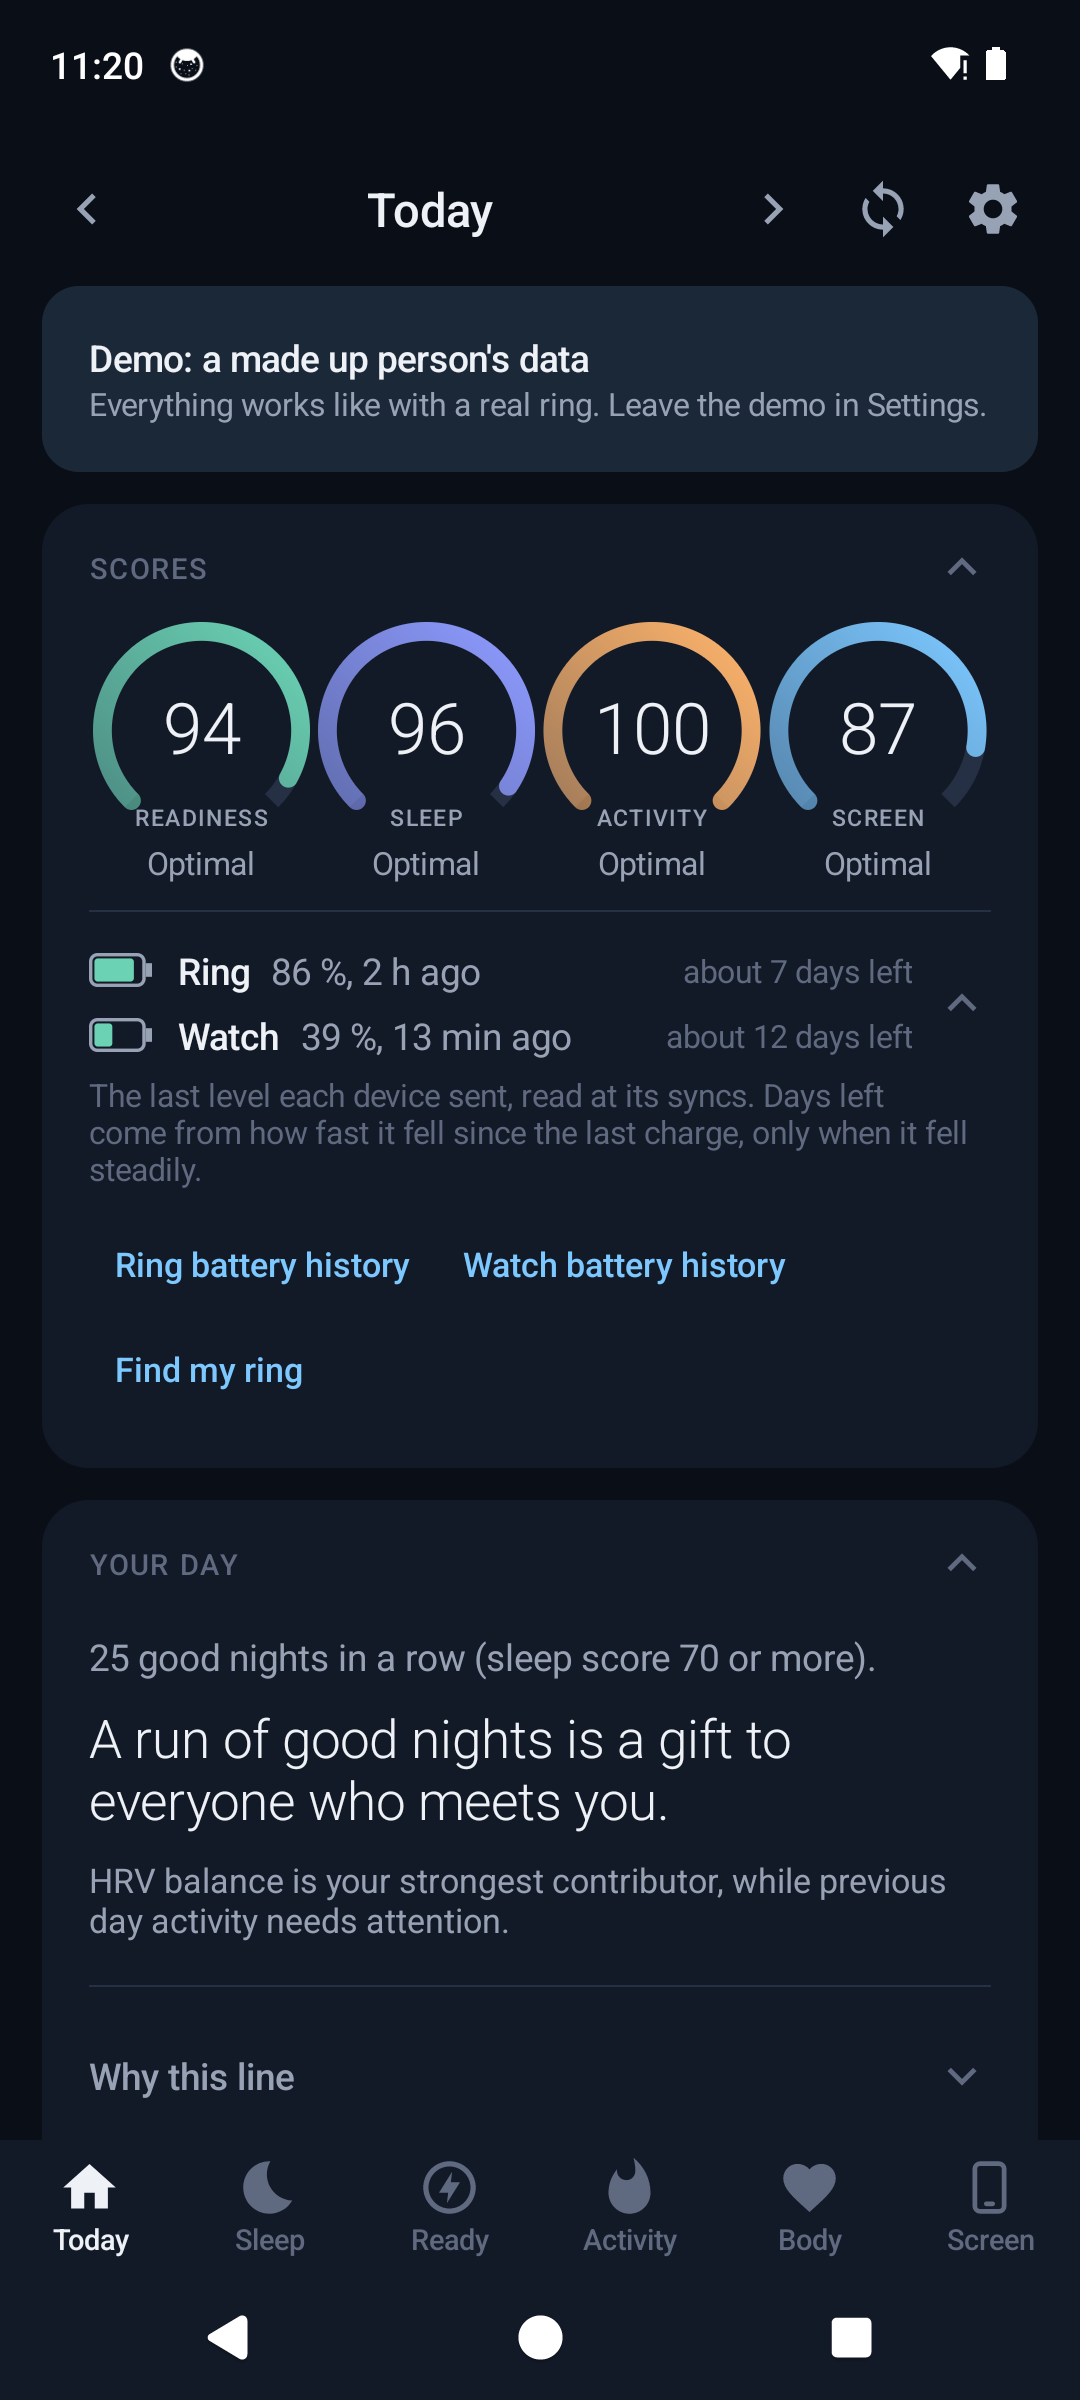 11:20
Today
Demo: a made up person's data
Everything works like with a real ring. Leave the demo in Settings.
SCORES
94 96 100 87
READINESS SLEEP ACTIVITY SCREEN
Optimal Optimal Optimal Optimal
Ring 86 %, 2 h ago about 7 days left
Watch 39 %, 13 min ago about 12 days left
The last level each device sent, read at its syncs. Days left
come from how fast it fell since the last charge, only when it fell
steadily.
Ring battery history Watch battery history
Find my ring
YOUR DAY
25 good nights in a row (sleep score 70 or more).
A run of good nights is a gift to
everyone who meets you.
HRV balance is your strongest contributor, while previous
day activity needs attention.
Why this line
Today Sleep Ready Activity Body Screen